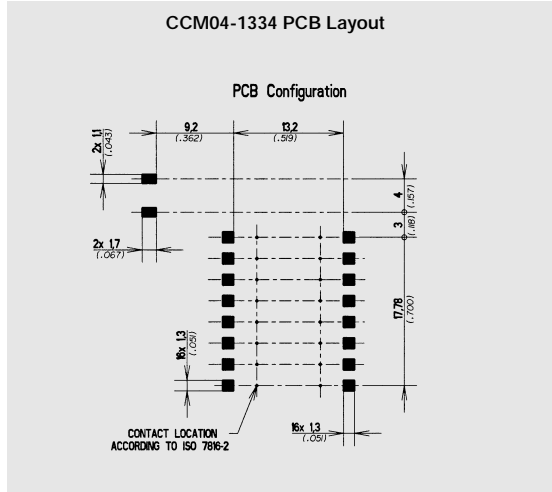 CCM04-1334 PCB Layout
PCB Configuration
9,2
(.362)
13,2
(.519)
2x 1,1
(.043)
4
(.157)
3
(.118)
2x 1,7
(.067)
17,78
(.700)
16x 1,3
(.051)
16x 1,3
(.051)
CONTACT LOCATION
ACCORDING TO ISO 7816-2